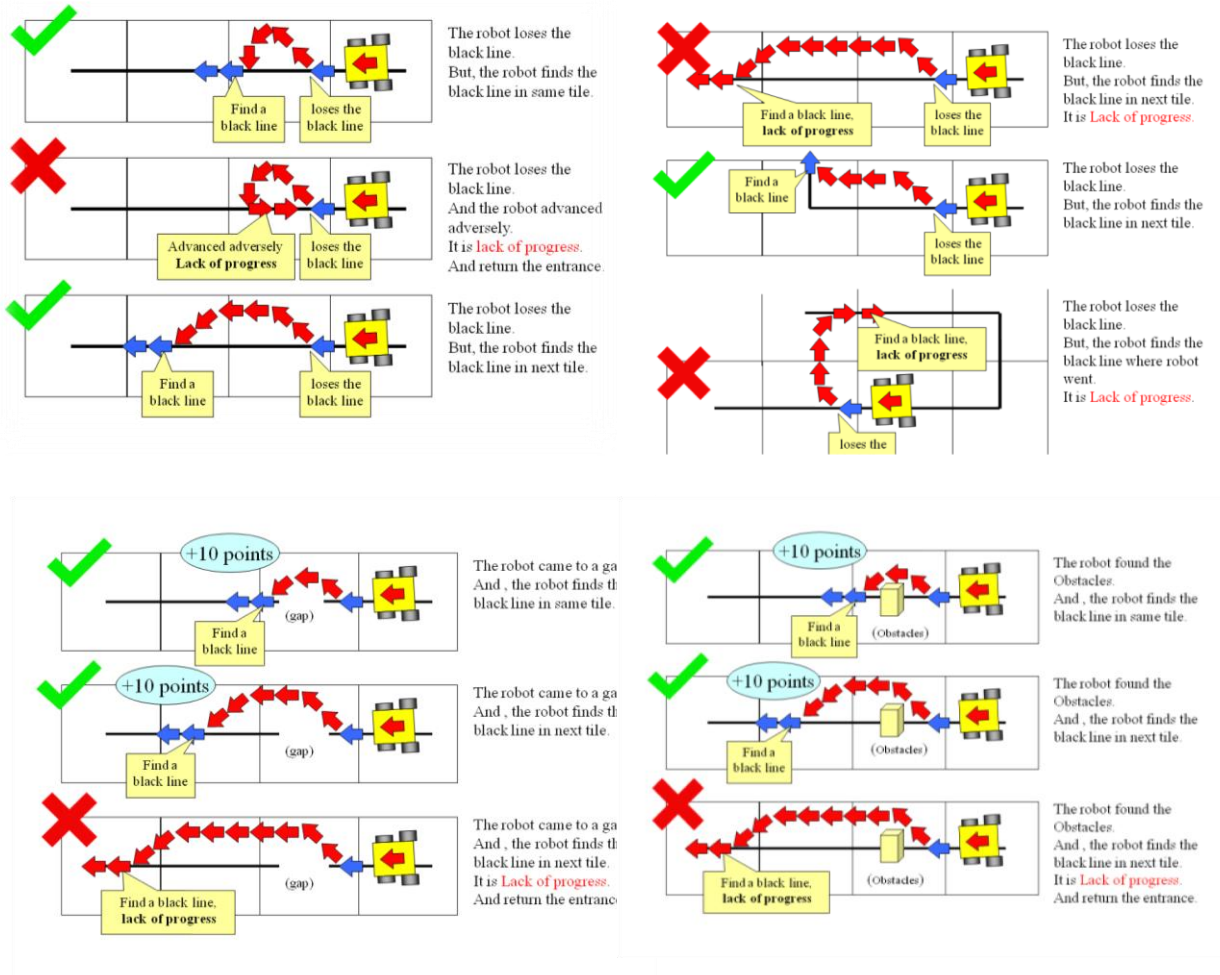 The robot loses the
black line.
But, the robot finds the
black line in same tile.
Find a
black line
loses the
black line
The robot loses the
black line.
And the robot advanced
adversely.
It is lack of progress.
And return the entrance.
Advanced adversely
Lack of progress
loses the
black line
The robot loses the
black line.
But, the robot finds the
black line in next tile.
Find a
black line
loses the
black line
The robot loses the
black line.
But, the robot finds the
black line in next tile.
It is Lack of progress.
Find a black line,
lack of progress
loses the
black line
The robot loses the
black line.
But, the robot finds the
black line in next tile.
Find a
black line
loses the
black line
The robot loses the
black line.
But, the robot finds the
black line where robot
went.
It is Lack of progress.
Find a black line,
lack of progress
loses the
+10 points
The robot came to a ga
And , the robot finds th
black line in same tile.
(gap)
Find a
black line
+10 points
The robot came to a ga
And , the robot finds th
black line in next tile.
(gap)
Find a
black line
The robot came to a ga
And , the robot finds th
black line in next tile.
It is Lack of progress.
And return the entrance
(gap)
Find a black line,
lack of progress
+10 points
The robot found the
Obstacles.
And , the robot finds the
black line in same tile.
(Obstacles)
Find a
black line
+10 points
The robot found the
Obstacles.
And , the robot finds the
black line in next tile.
(Obstacles)
Find a
black line
The robot found the
Obstacles.
And, the robot finds the
black line in next tile.
It is Lack of progress.
And return the entrance.
(Obstacles)
Find a black line,
lack of progress